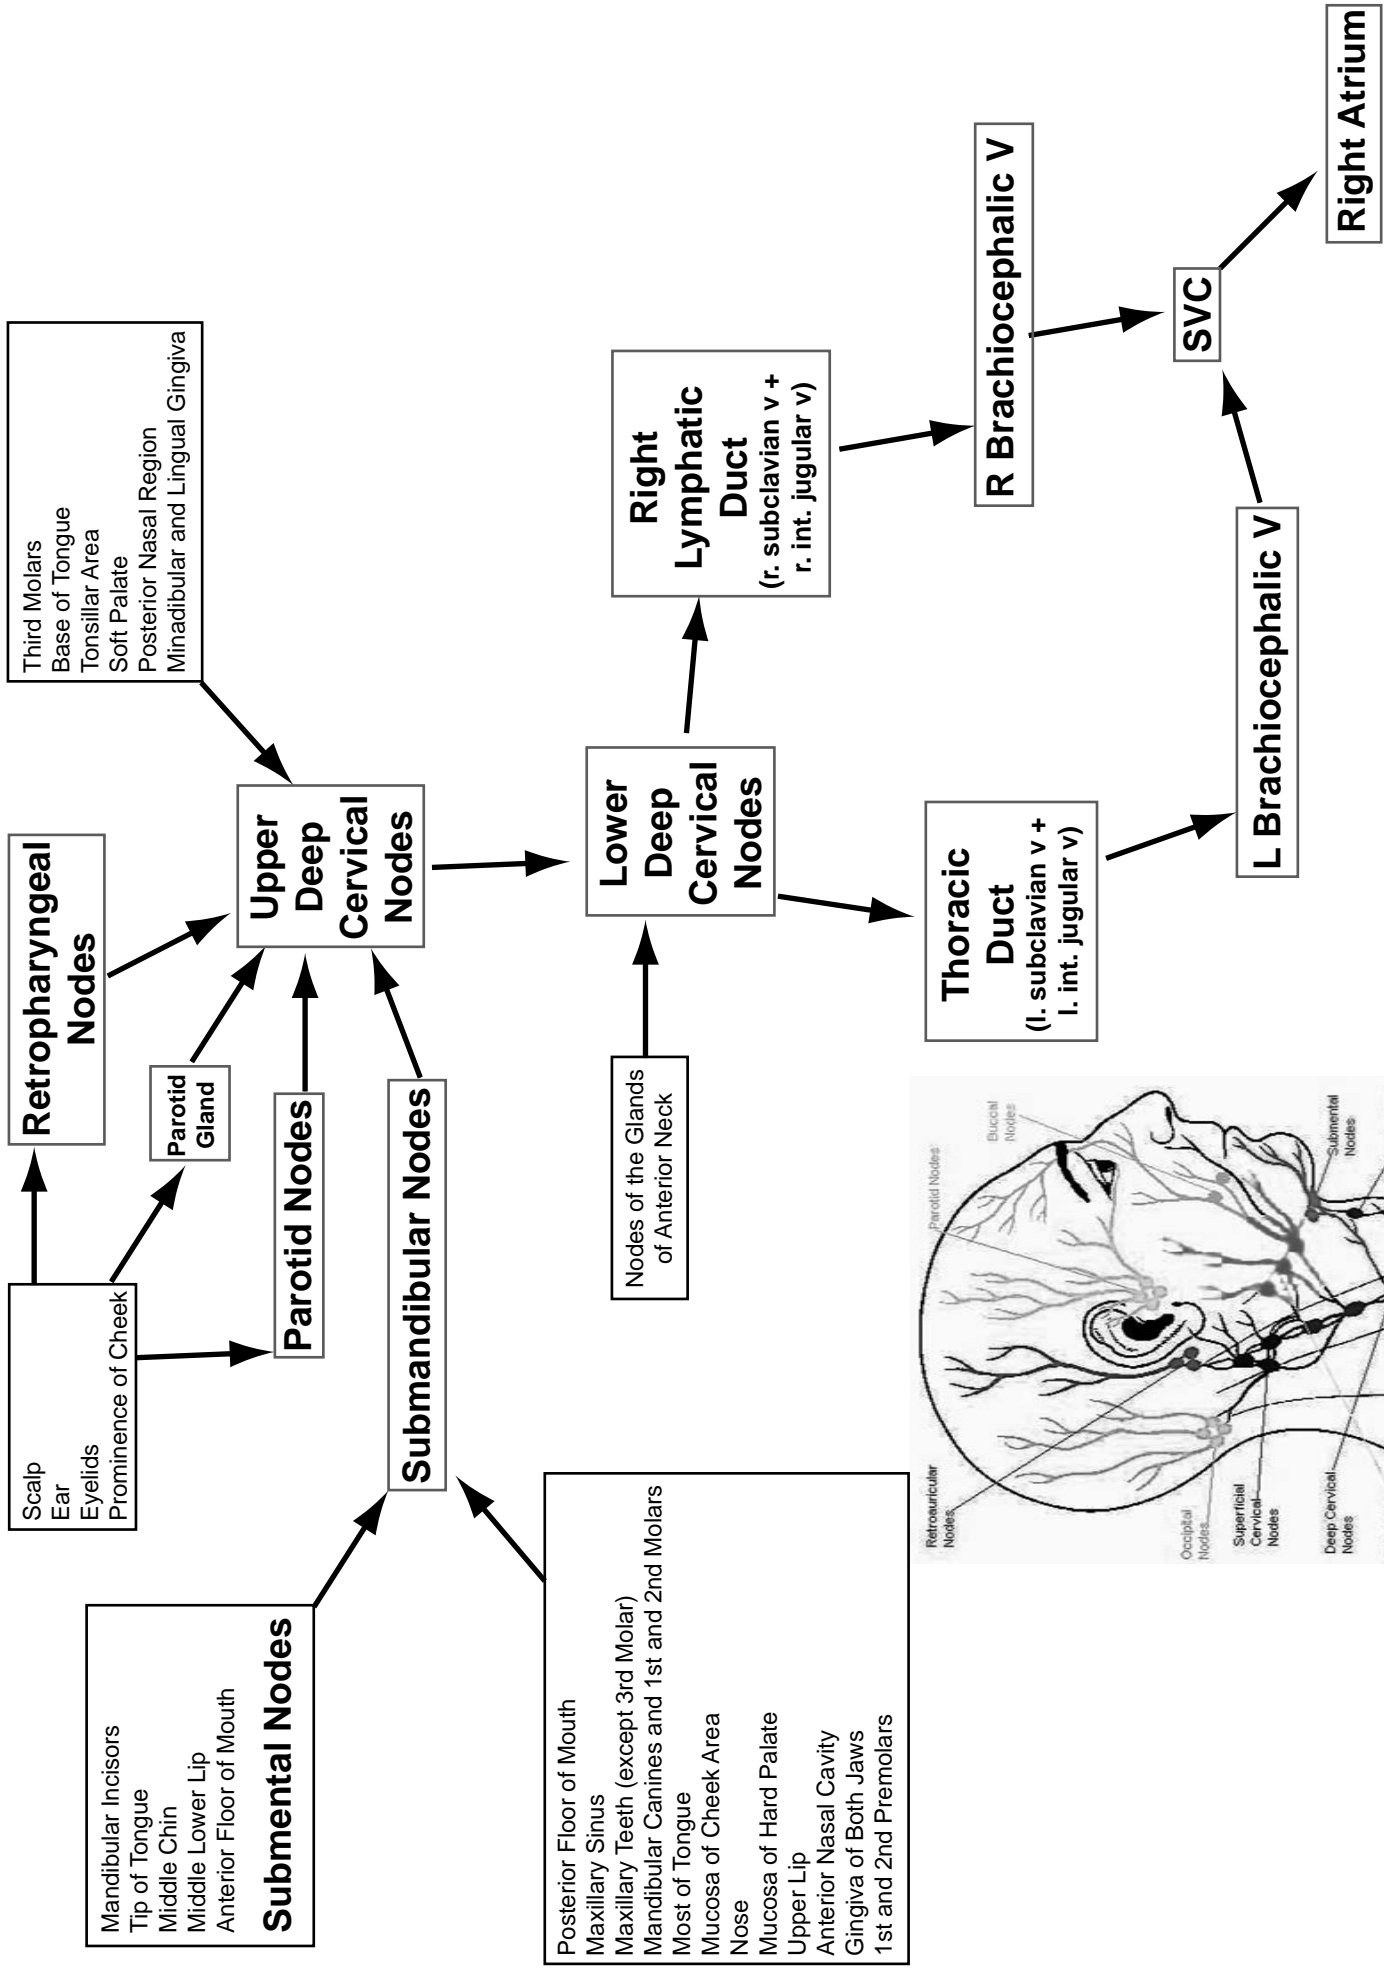 Mandibular Incisors
Tip of Tongue
Middle Chin
Middle Lower Lip
Anterior Floor of Mouth
Submental Nodes
Scalp
Ear
Eyelids
Prominence of Cheek
Retropharyngeal
Nodes
Parotid
Gland
Parotid Nodes
Submandibular Nodes
Third Molars
Base of Tongue
Tonsillar Area
Soft Palate
Posterior Nasal Region
Minadibular and Lingual Gingiva
Upper
Deep
Cervical
Nodes
Posterior Floor of Mouth
Maxillary Sinus
Maxillary Teeth (except 3rd Molar)
Mandibular Canines and 1st and 2nd Molars
Most of Tongue
Mucosa of Cheek Area
Nose
Mucosa of Hard Palate
Upper Lip
Anterior Nasal Cavity
Gingiva of Both Jaws
1st and 2nd Premolars
Nodes of the Glands
of Anterior Neck
Lower
Deep
Cervical
Nodes
Right
Lymphatic
Duct
(r. subclavian v +
r. int. jugular v)
Thoracic
Duct
(l. subclavian v +
l. int. jugular v)
R Brachiocephalic V
L Brachiocephalic V
SVC
Right Atrium
Retroauricular
Nodes
Parotid Nodes
Buccal
Nodes
Occipital
Nodes
Superficial
Cervical
Nodes
Deep Cervical
Nodes
Submental
Nodes